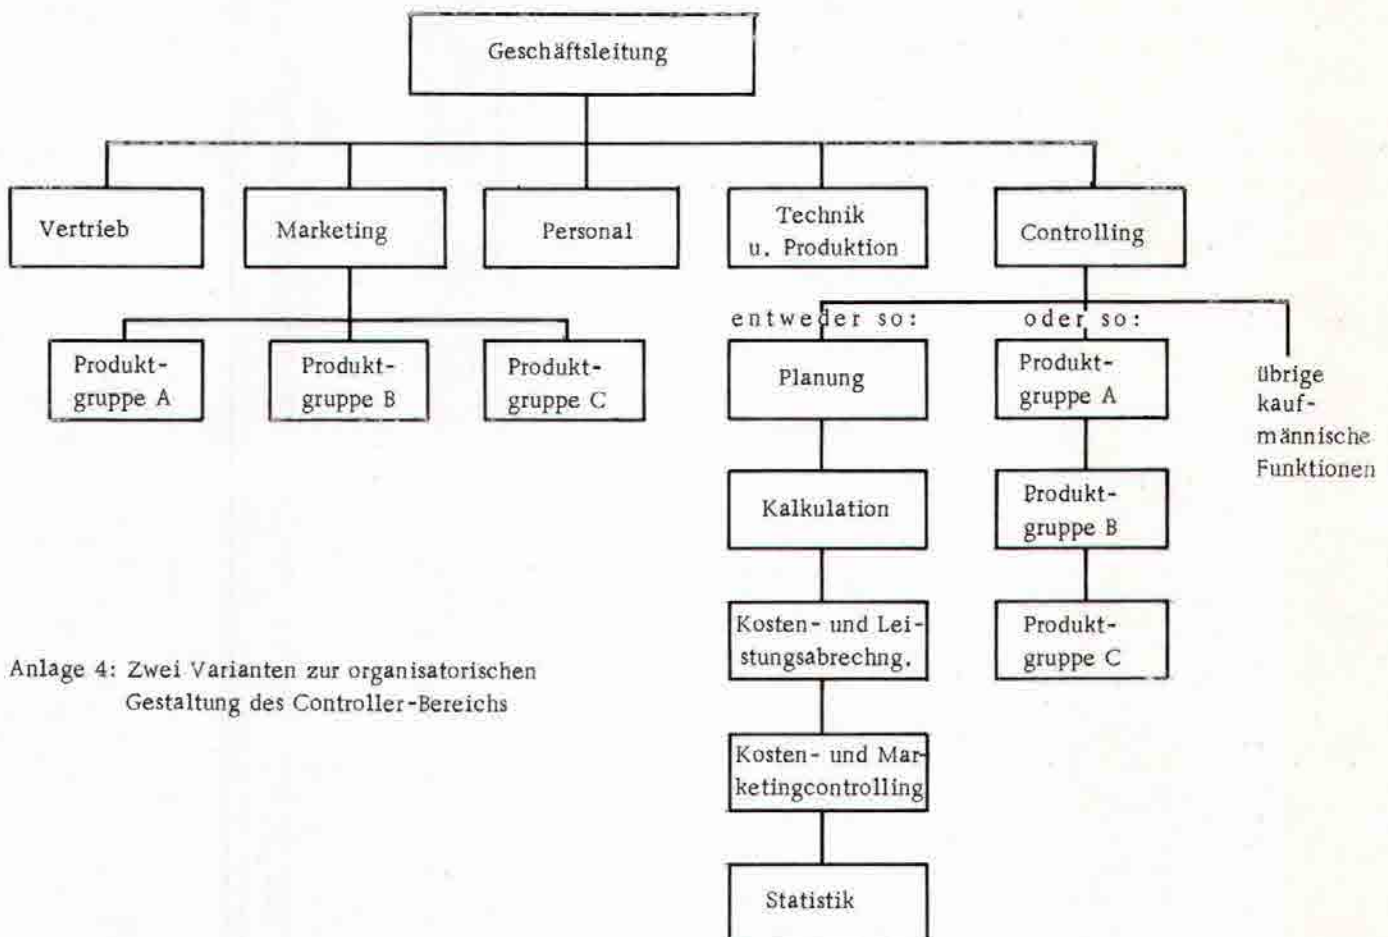 Geschäftsleitung
Vertrieb
Marketing
Personal
Technik
u. Produktion
Controlling
entweder so:
oder so:
Produkt-
gruppe A
Produkt-
gruppe B
Produkt-
gruppe C
Planung
Kalkulation
Kosten- und Lei-
stungsabrechng.
Kosten- und Mar-
ketingcontrolling
Statistik
Produkt-
gruppe A
Produkt-
gruppe B
Produkt-
gruppe C
übrige
kauf-
männische
Funktionen
Anlage 4: Zwei Varianten zur organisatorischen
Gestaltung des Controller-Bereichs